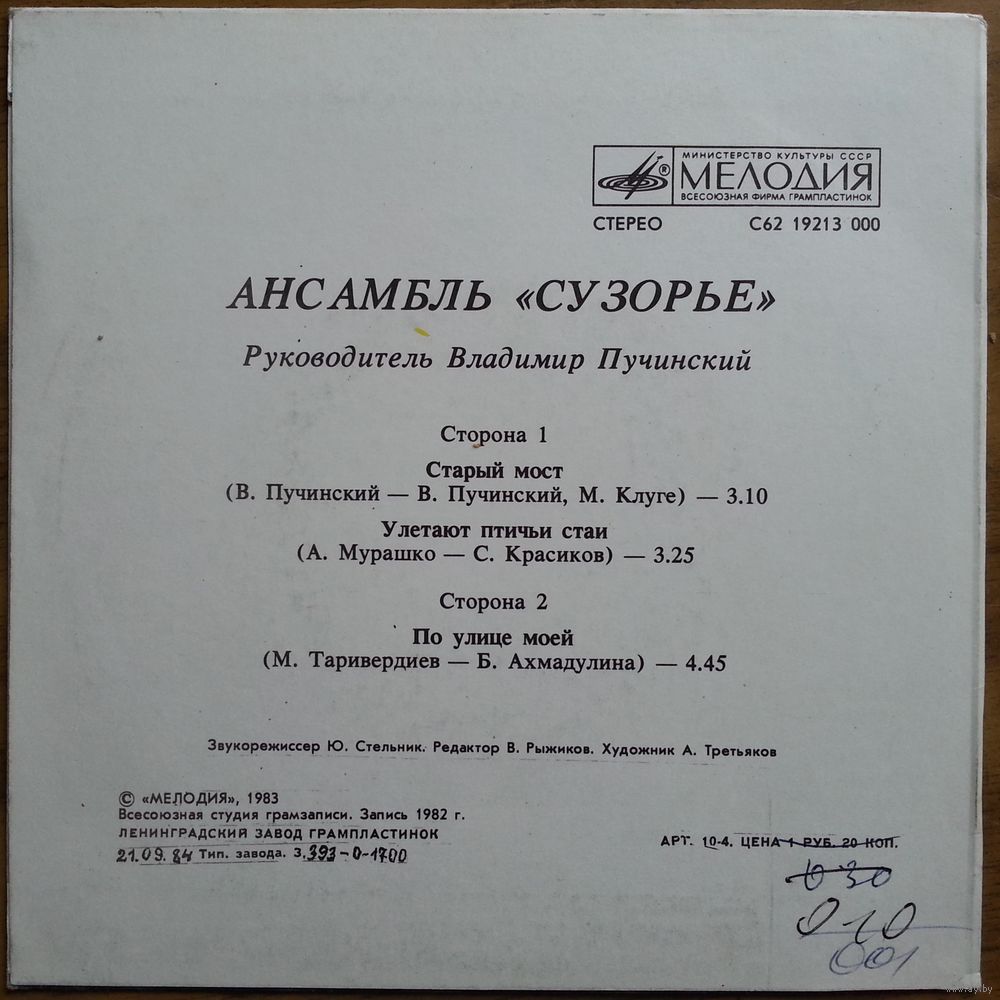 МИНИСТЕРСТВО КУЛЬТУРЫ СССР
МЕЛОДИЯ
ВСЕСОЮЗНАЯ ФИРМА ГРАМПЛАСТИНОК
®
СТЕРЕО С62 19213 000
АНСАМБЛЬ «СУЗОРЬЕ»
Руководитель Владимир Пучинский
Сторона 1
Старый мост
(В. Пучинский — В. Пучинский, М. Клуге) — 3.10
Улетают птичьи стаи
(А. Мурашко — С. Красиков) — 3.25
Сторона 2
По улице моей
(М. Таривердиев — Б. Ахмадулина) — 4.45
Звукорежиссер Ю. Стельник. Редактор В. Рыжиков. Художник А. Третьяков
© «МЕЛОДИЯ», 1983
Всесоюзная студия грамзаписи. Запись 1982 г.
ЛЕНИНГРАДСКИЙ ЗАВОД ГРАМПЛАСТИНОК
21.09.84 Тип. завода. З. 393-0-1700
АРТ. 10-4. ЦЕНА 1 РУБ. 20 КОП.
0 30
0-10
001
www.ay.by